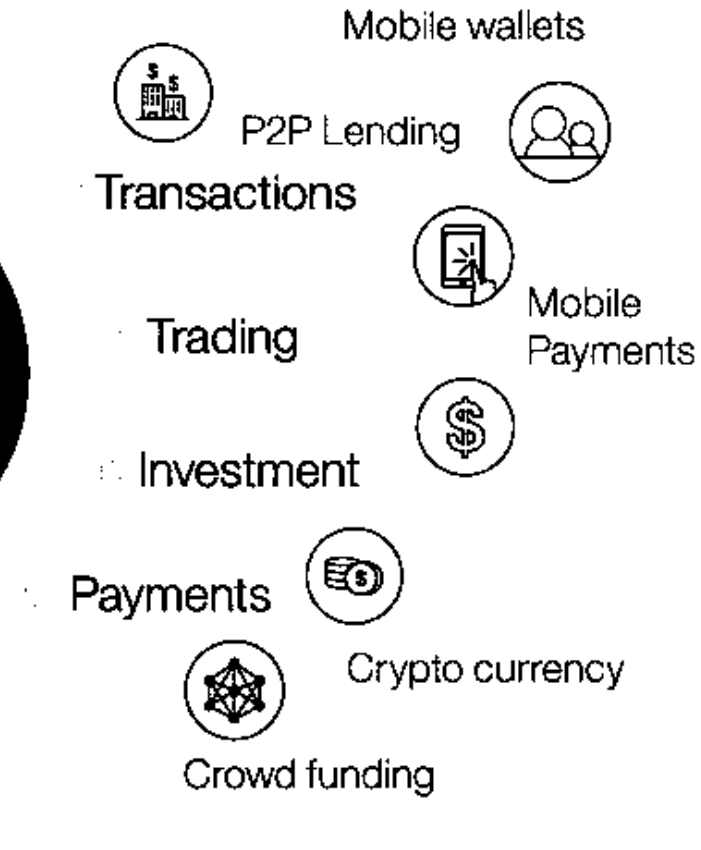 Mobile wallets
P2P Lending
Transactions
Mobile
Payments
Trading
$
Investment
Payments
Crypto currency
Crowd funding